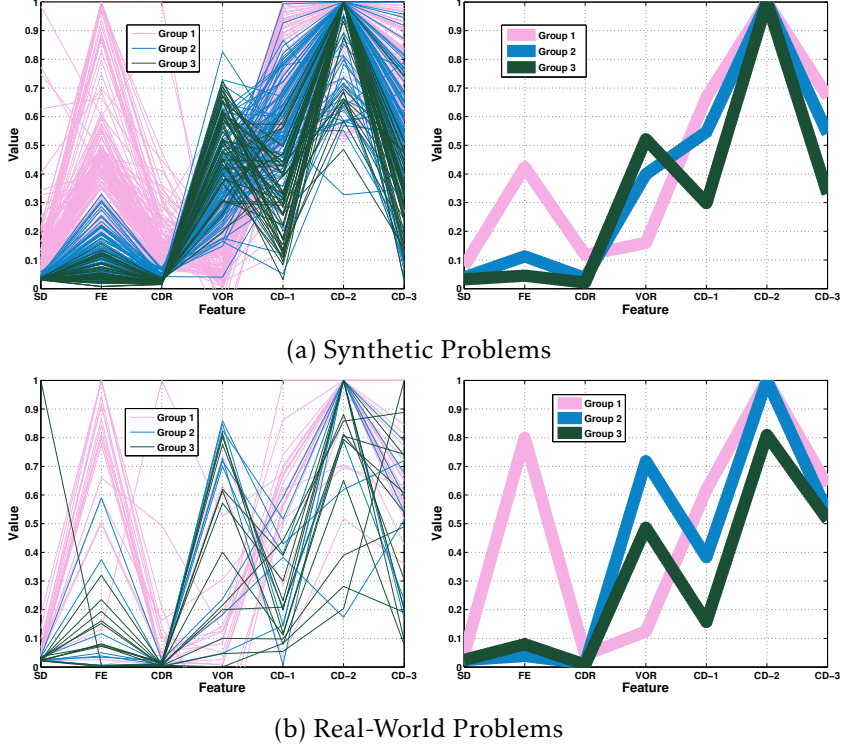 1
0.9
0.8
0.7
0.6
0.5
0.4
0.3
0.2
0.1
0
Value
Group 1
Group 2
Group 3
SD FE CDR VOR CD−1 CD−2 CD−3
Feature
1
0.9
0.8
0.7
0.6
0.5
0.4
0.3
0.2
0.1
0
Value
Group 1
Group 2
Group 3
SD FE CDR VOR CD−1 CD−2 CD−3
Feature
(a) Synthetic Problems
1
0.9
0.8
0.7
0.6
0.5
0.4
0.3
0.2
0.1
0
Value
Group 1
Group 2
Group 3
SD FE CDR VOR CD−1 CD−2 CD−3
Feature
1
0.9
0.8
0.7
0.6
0.5
0.4
0.3
0.2
0.1
0
Value
Group 1
Group 2
Group 3
SD FE CDR VOR CD−1 CD−2 CD−3
Feature
(b) Real-World Problems